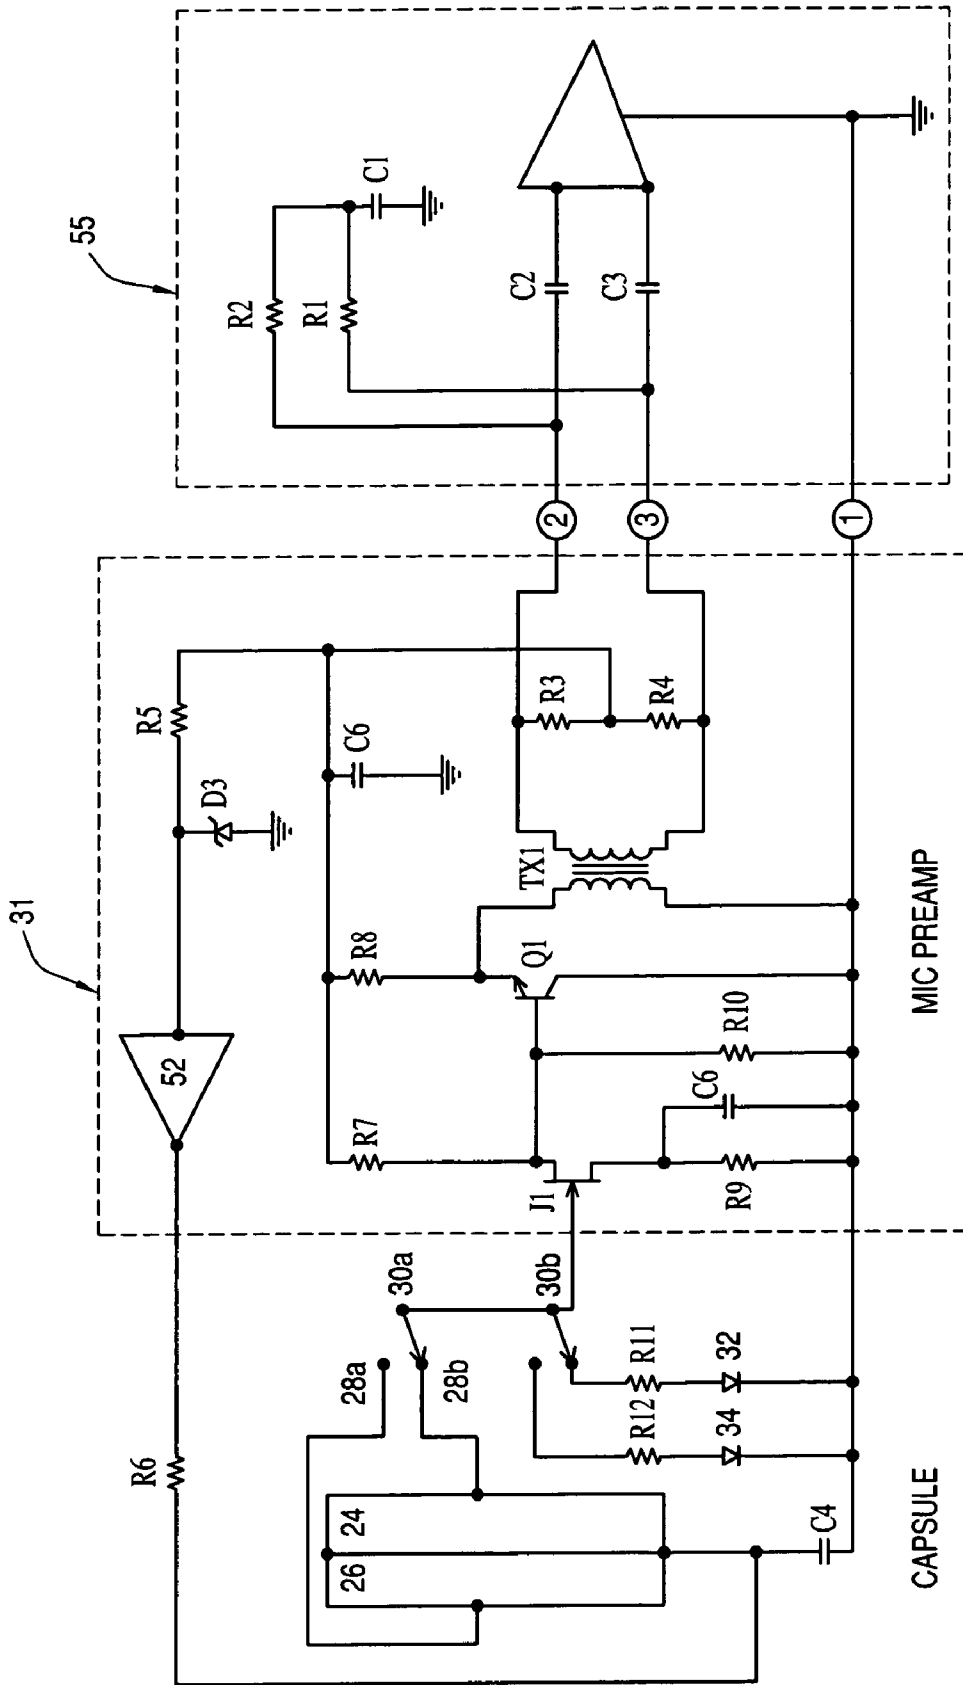 55
R2
R1
C1
C2
C3
2
3
1
31
R5
D3
C6
R3
R4
TX1
R8
Q1
R10
C6
R7
J1
R9
52
MIC PREAMP
30a
30b
28a
28b
R11
32
R12
34
R6
24
26
C4
CAPSULE